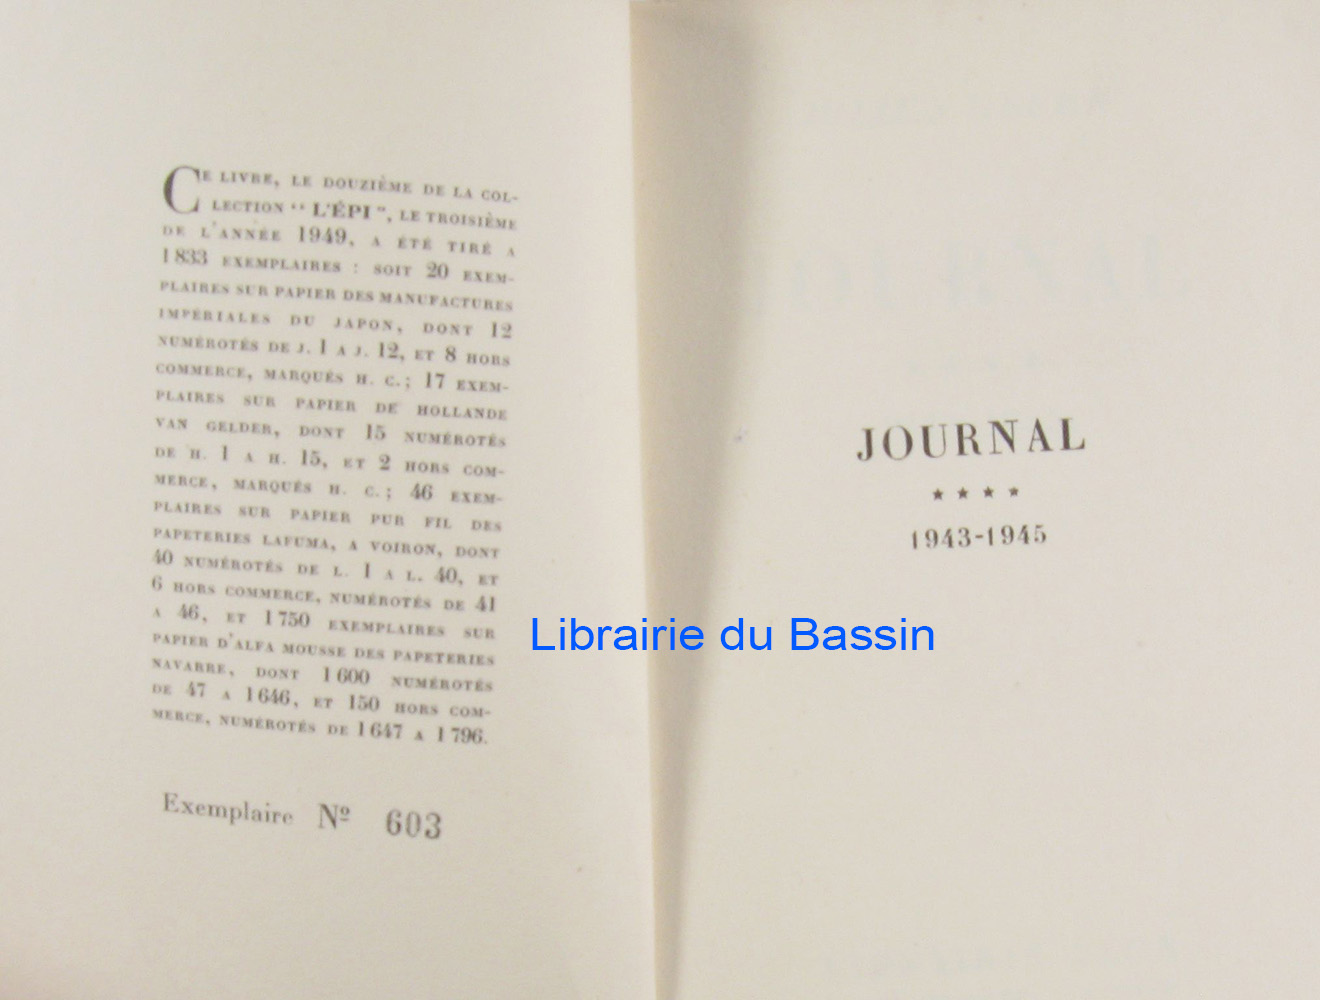 CE LIVRE, LE DOUZIÈME DE LA COL-
LECTION "L'ÉPI", LE TROISIÈME
DE L'ANNÉE 1949, A ÉTÉ TIRÉ A
1833 EXEMPLAIRES : SOIT 20 EXEM-
PLAIRES SUR PAPIER DES MANUFACTURES
IMPÉRIALES DU JAPON, DONT 12
NUMÉROTÉS DE J. 1 A J. 12, ET 8 HORS
COMMERCE, MARQUÉS H. C.; 17 EXEM-
PLAIRES SUR PAPIER DE HOLLANDE
VAN GELDER, DONT 15 NUMÉROTÉS
DE H. 1 A H. 15, ET 2 HORS COM-
MERCE, MARQUÉS H. C.; 46 EXEM-
PLAIRES SUR PAPIER PUR FIL DES
PAPETERIES LAFUMA, A VOIRON, DONT
40 NUMÉROTÉS DE L. 1 A L. 40, ET
6 HORS COMMERCE, NUMÉROTÉS DE 41
A 46, ET 1750 EXEMPLAIRES SUR
PAPIER D'ALFA MOUSSE DES PAPETERIES
NAVARRE, DONT 1600 NUMÉROTÉS
DE 47 A 1646, ET 150 HORS COM-
MERCE, NUMÉROTÉS DE 1647 A 1796.
Exemplaire Nº 603
JOURNAL
★ ★ ★ ★
1943-1945
Librairie du Bassin